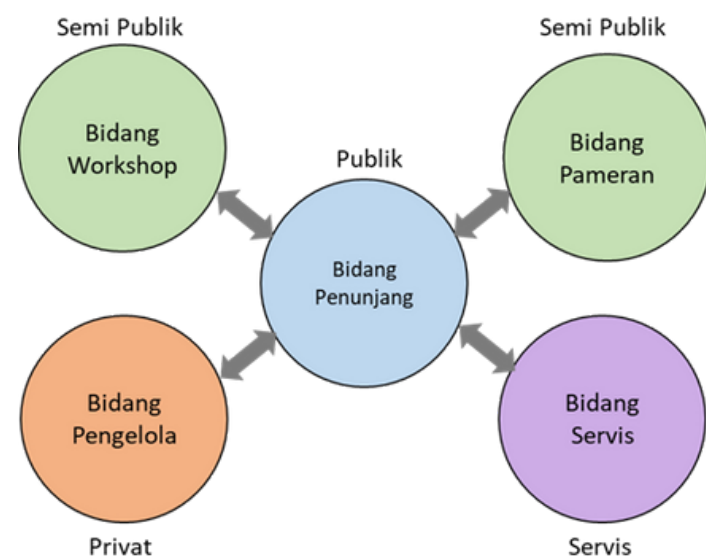 Semi Publik
Semi Publik
Bidang
Workshop
Bidang
Pameran
Publik
Bidang
Penunjang
Bidang
Pengelola
Bidang
Servis
Privat
Servis